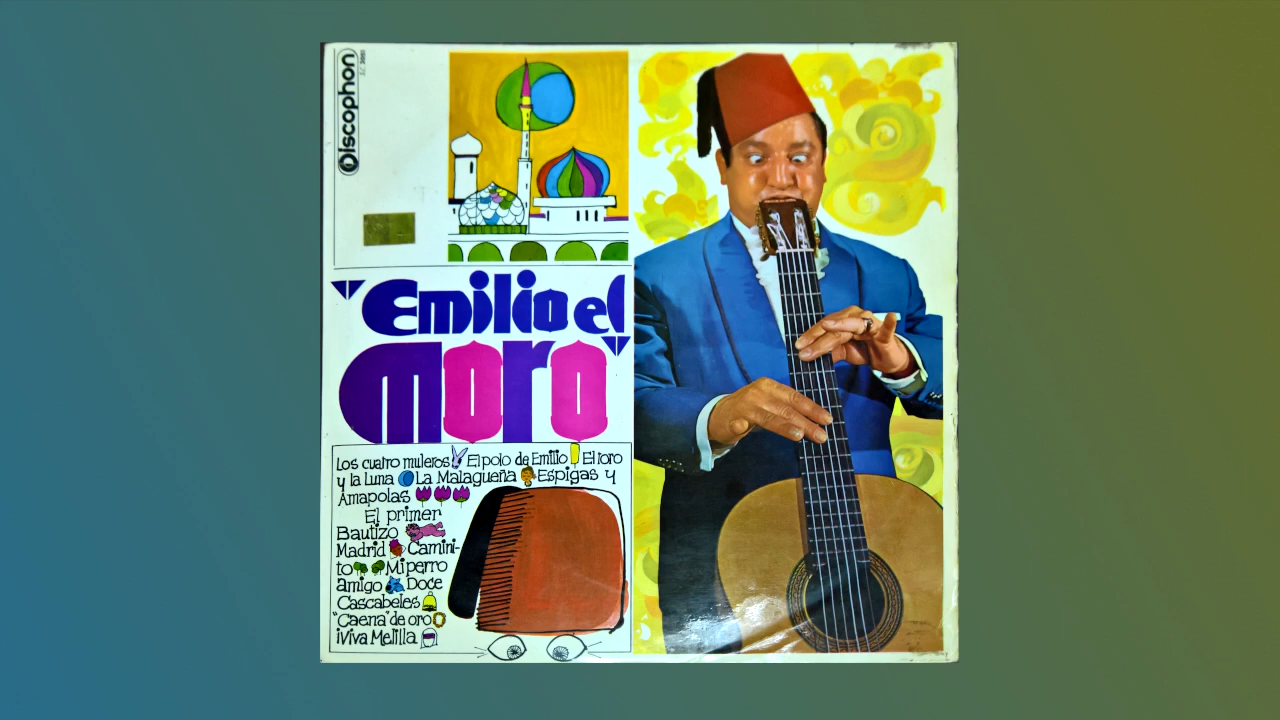 Discophon
"Emilio el
moro"
Los cuatro muleros El polo de Emilio El toro
y la luna La Malagueña Espigas y
Amapolas
El primer
Bautizo
Madrid Camini-
to Mi perro
amigo Doce
Cascabeles
"Caena" de oro
¡Viva Melilla